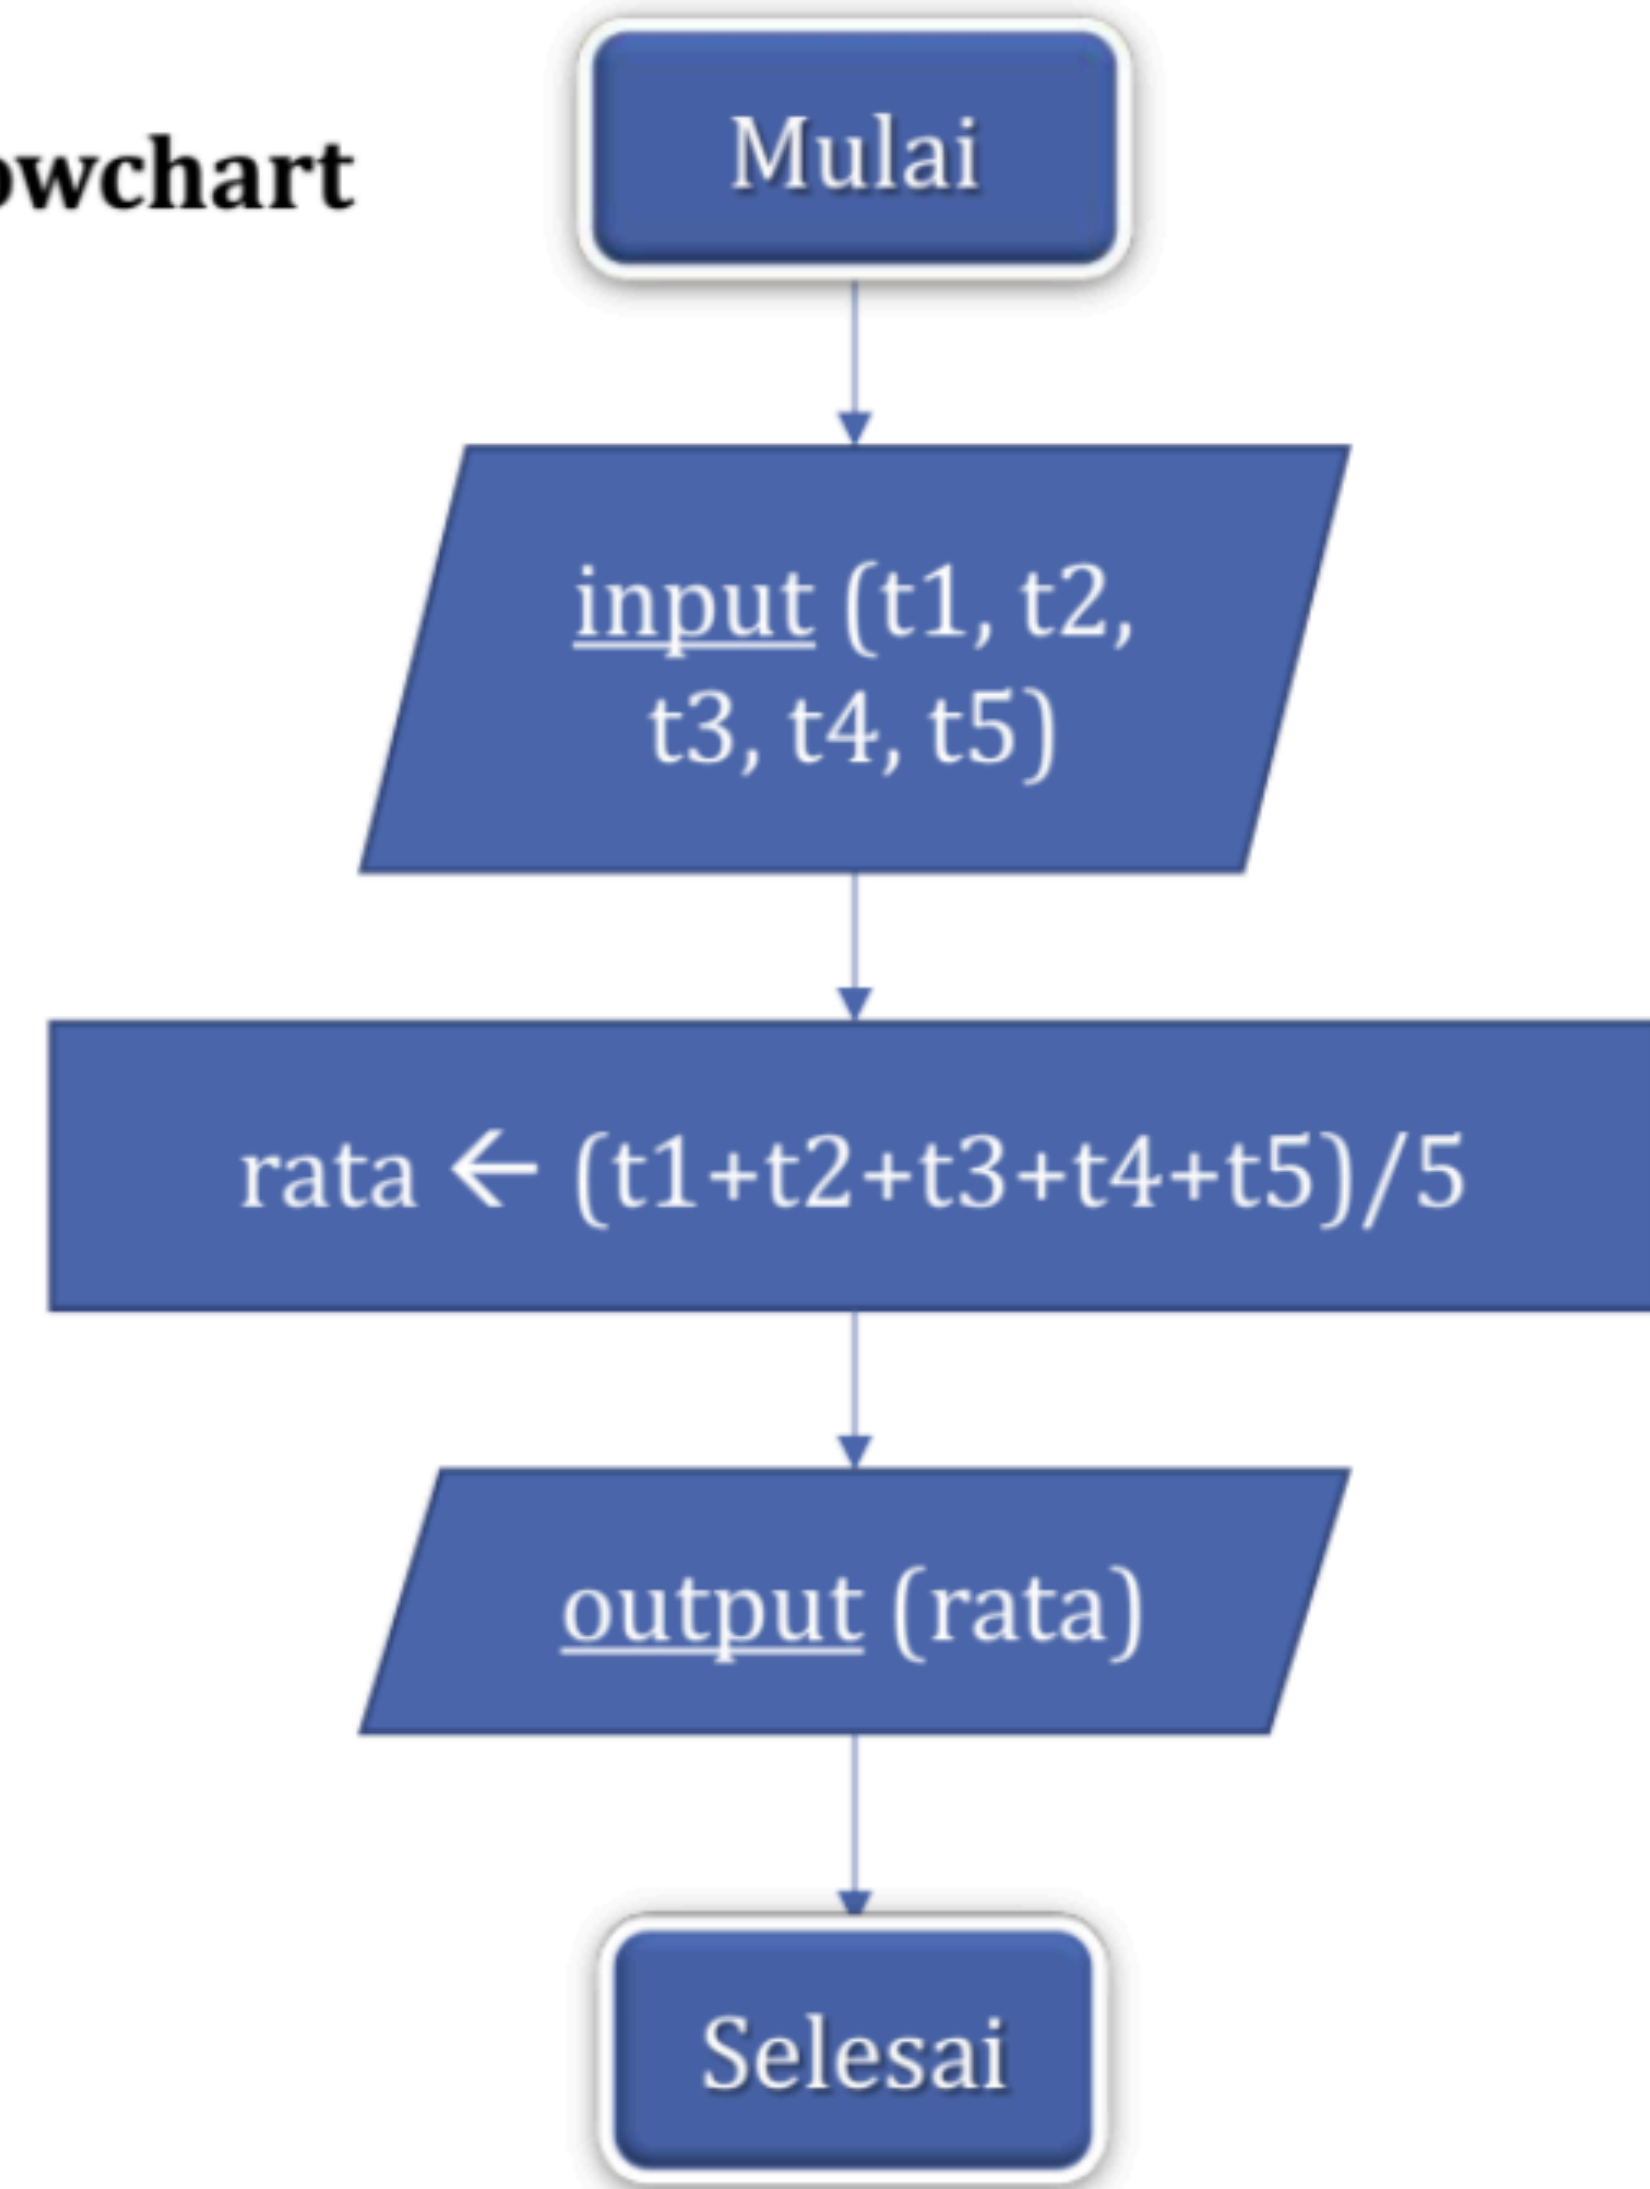 owchart
Mulai
input (t1, t2,
t3, t4, t5)
rata ← (t1+t2+t3+t4+t5)/5
output (rata)
Selesai